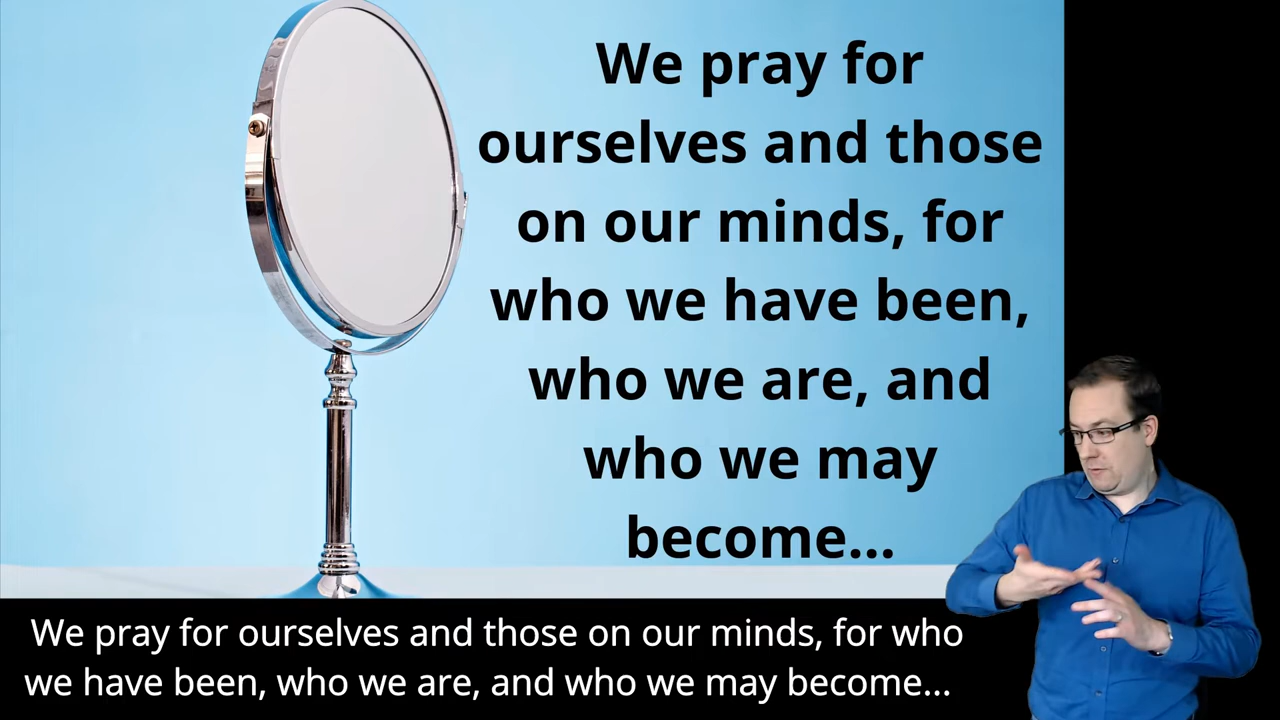 We pray for
ourselves and those
on our minds, for
who we have been,
who we are, and
who we may
become...
We pray for ourselves and those on our minds, for who
we have been, who we are, and who we may become...